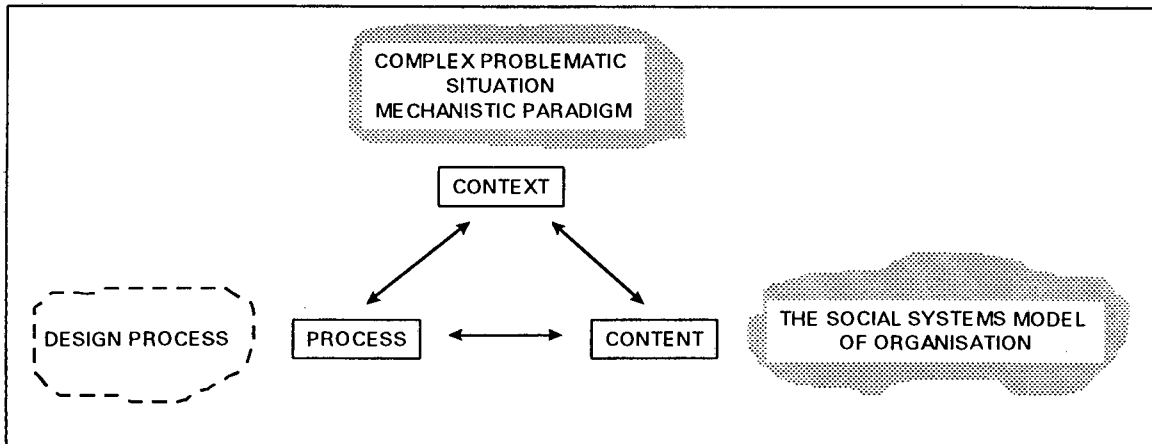 COMPLEX PROBLEMATIC
SITUATION
MECHANISTIC PARADIGM
CONTEXT
DESIGN PROCESS
PROCESS
CONTENT
THE SOCIAL SYSTEMS MODEL
OF ORGANISATION